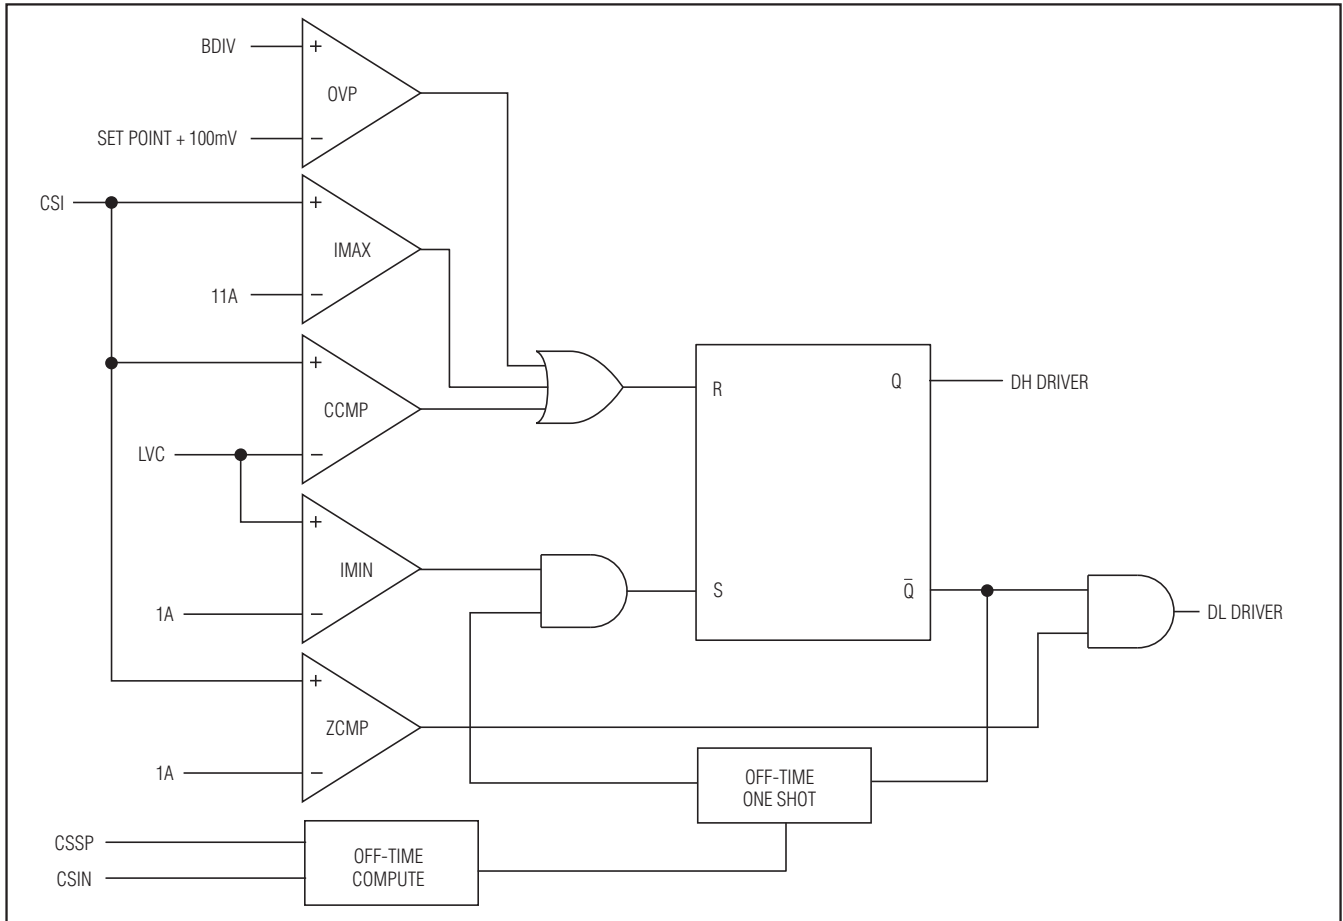 BDIV
+
OVP
SET POINT + 100mV
−
CSI
+
IMAX
11A
−
+
CCMP
LVC
−
R
Q
DH DRIVER
+
IMIN
1A
−
S
Q̅
DL DRIVER
+
ZCMP
1A
−
OFF-TIME
ONE SHOT
CSSP
CSIN
OFF-TIME
COMPUTE